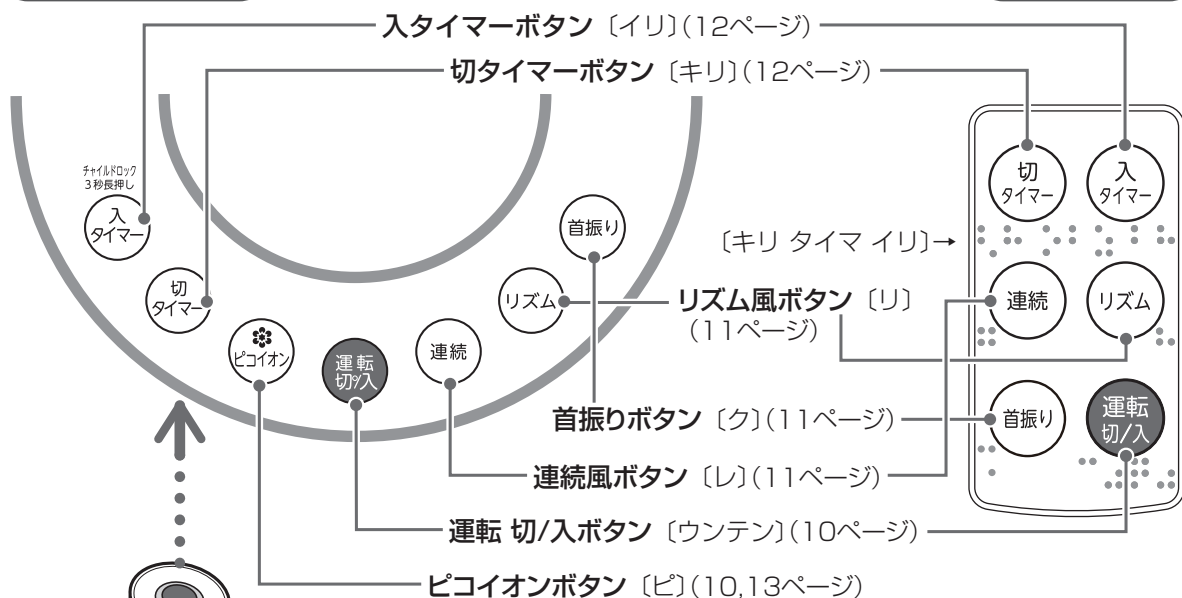 入タイマーボタン〔イリ〕(12ページ)
切タイマーボタン〔キリ〕(12ページ)
チャイルドロック
3秒長押し
入
タイマー
切
タイマー
ピコイオン
運転
切/入
連続
リズム
首振り
切
タイマー
入
タイマー
〔キリ タイマ イリ〕→
連続
リズム
リズム風ボタン〔リ〕
(11ページ)
首振り
運転
切/入
首振りボタン〔ク〕(11ページ)
連続風ボタン〔レ〕(11ページ)
運転 切/入ボタン〔ウンテン〕(10ページ)
ピコイオンボタン〔ピ〕(10,13ページ)